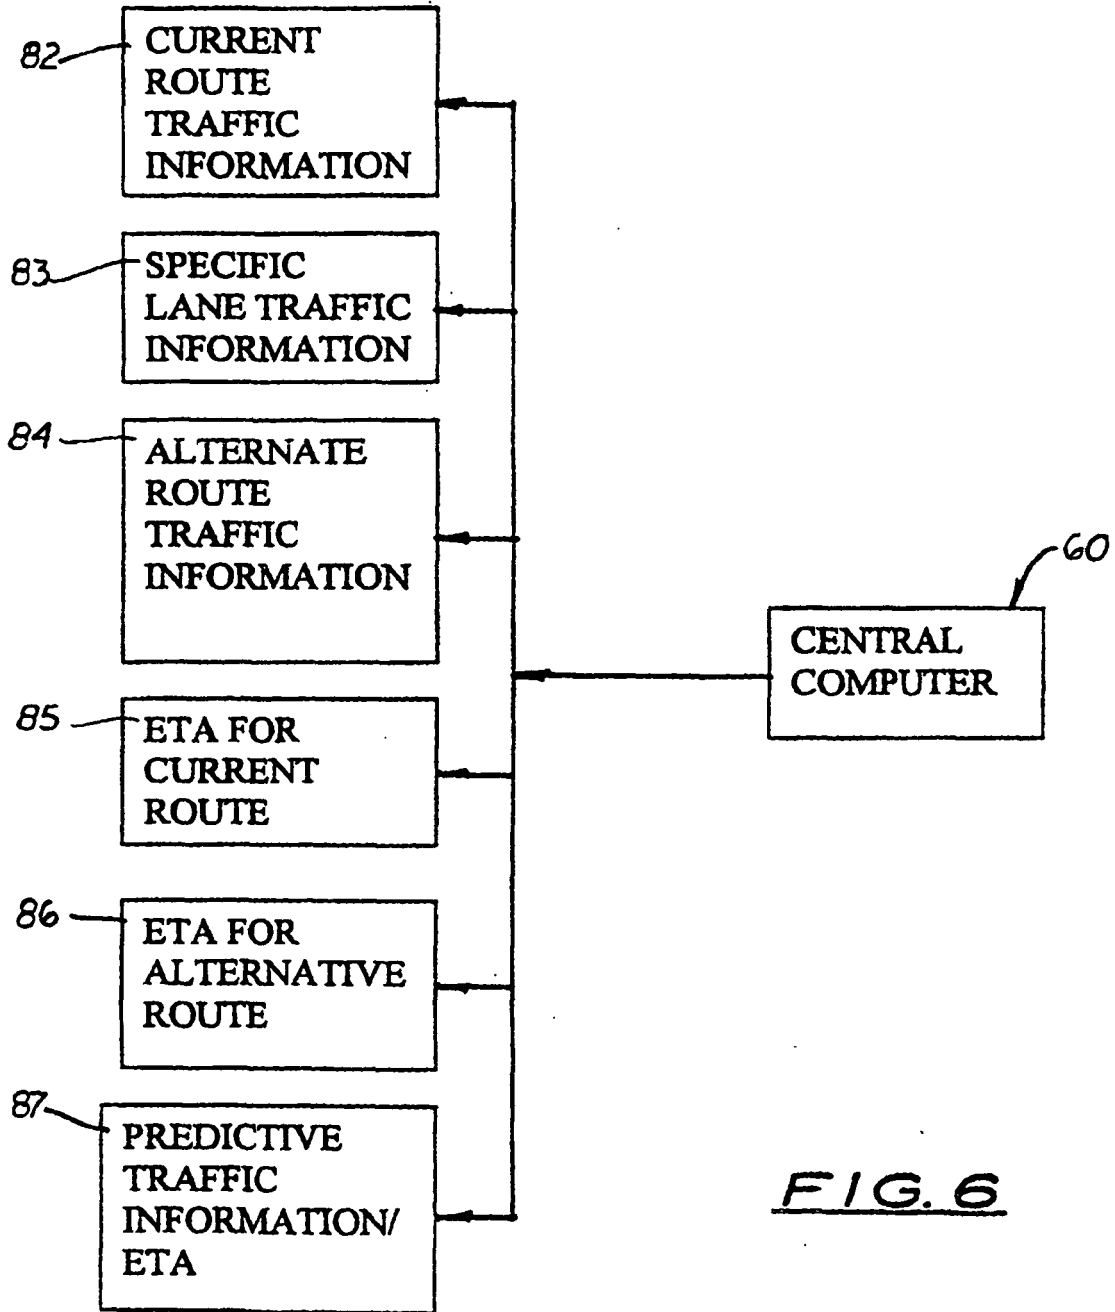 82
CURRENT
ROUTE
TRAFFIC
INFORMATION
83
SPECIFIC
LANE TRAFFIC
INFORMATION
84
ALTERNATE
ROUTE
TRAFFIC
INFORMATION
60
CENTRAL
COMPUTER
85
ETA FOR
CURRENT
ROUTE
86
ETA FOR
ALTERNATIVE
ROUTE
87
PREDICTIVE
TRAFFIC
INFORMATION/
ETA
FIG. 6